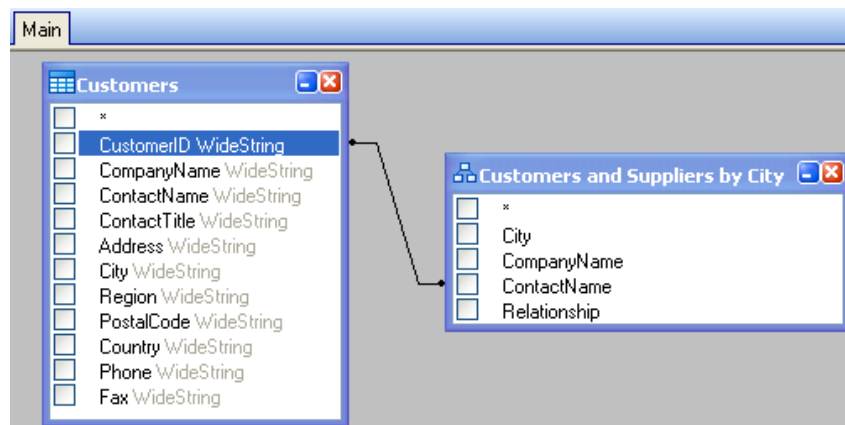 Main
Customers
*
CustomerID WideString
CompanyName WideString
ContactName WideString
ContactTitle WideString
Address WideString
City WideString
Region WideString
PostalCode WideString
Country WideString
Phone WideString
Fax WideString
Customers and Suppliers by City
*
City
CompanyName
ContactName
Relationship